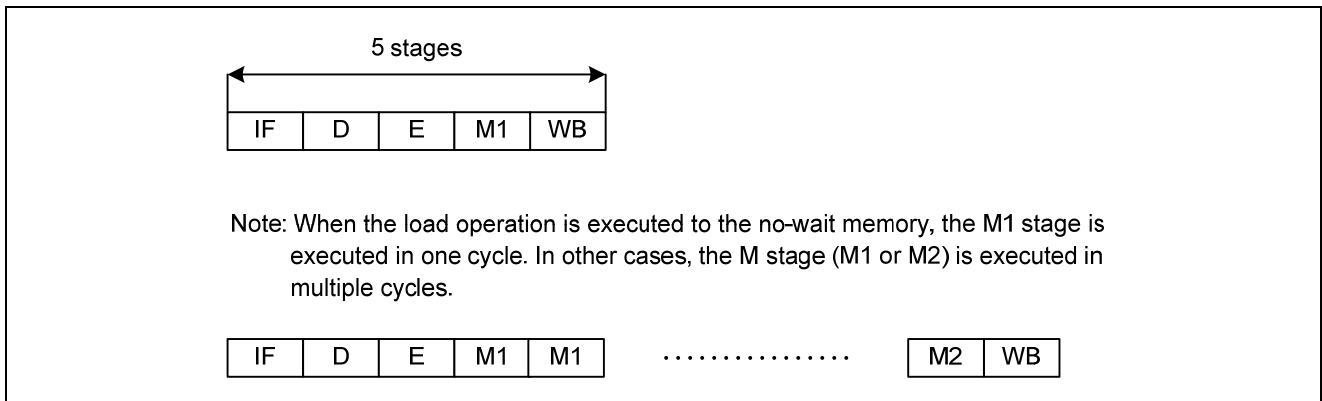 5 stages
IF D E M1 WB
Note: When the load operation is executed to the no-wait memory, the M1 stage is
executed in one cycle. In other cases, the M stage (M1 or M2) is executed in
multiple cycles.
IF D E M1 M1 ................ M2 WB